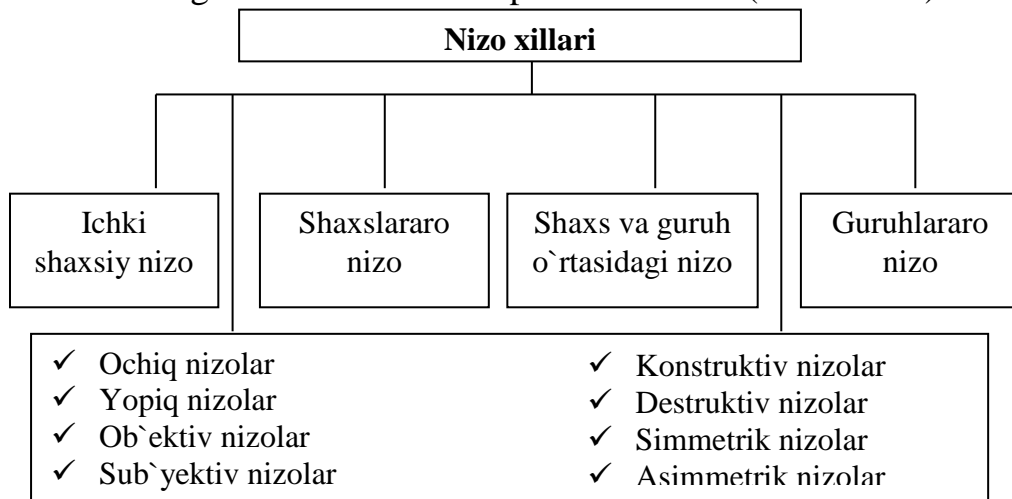 Nizo xillari
Ichki
shaxsiy nizo
Shaxslararo
nizo
Shaxs va guruh
o`rtasidagi nizo
Guruhlararo
nizo
✓ Ochiq nizolar
✓ Yopiq nizolar
✓ Ob`ektiv nizolar
✓ Sub`yektiv nizolar
✓ Konstruktiv nizolar
✓ Destruktiv nizolar
✓ Simmetrik nizolar
✓ Asimmetrik nizolar